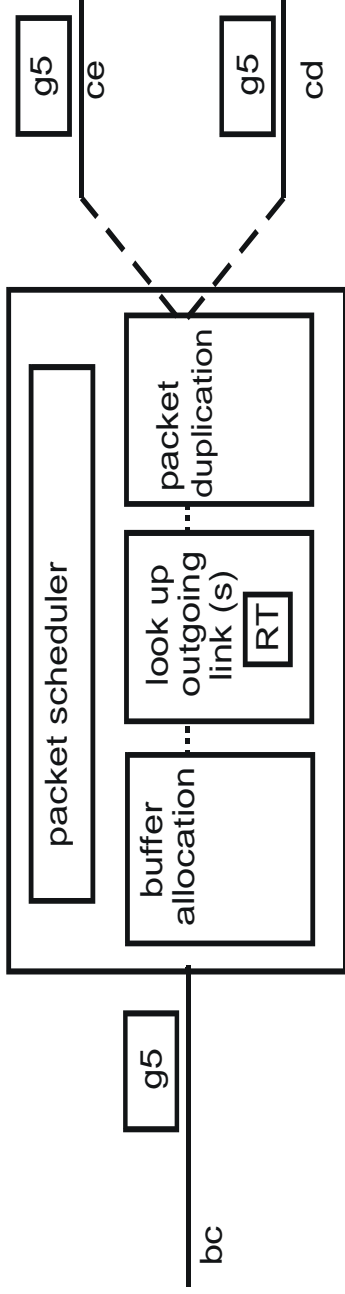 g5
bc
packet scheduler
buffer
allocation
look up
outgoing
link (s)
RT
packet
duplication
g5
ce
g5
cd